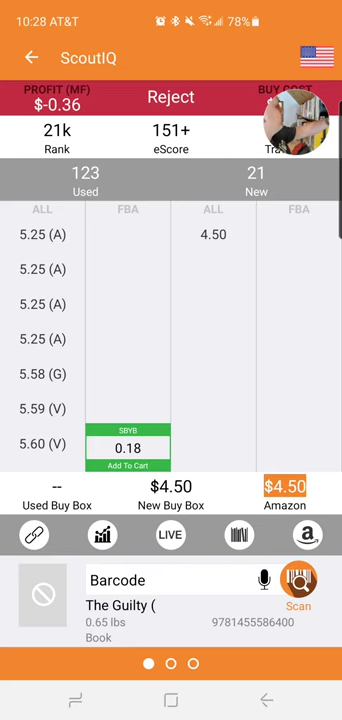 10:28 AT&T 78%
ScoutIQ
PROFIT (MF) BUY COST
$-0.36 Reject
21k 151+
Rank eScore
123 21
Used New
ALL FBA ALL FBA
5.25 (A) 4.50
5.25 (A)
5.25 (A)
5.25 (A)
5.58 (G)
5.59 (V)
SBYB
5.60 (V) 0.18
Add To Cart
-- $4.50 $4.50
Used Buy Box New Buy Box Amazon
LIVE a
Barcode
The Guilty ( Scan
0.65 lbs 9781455586400
Book